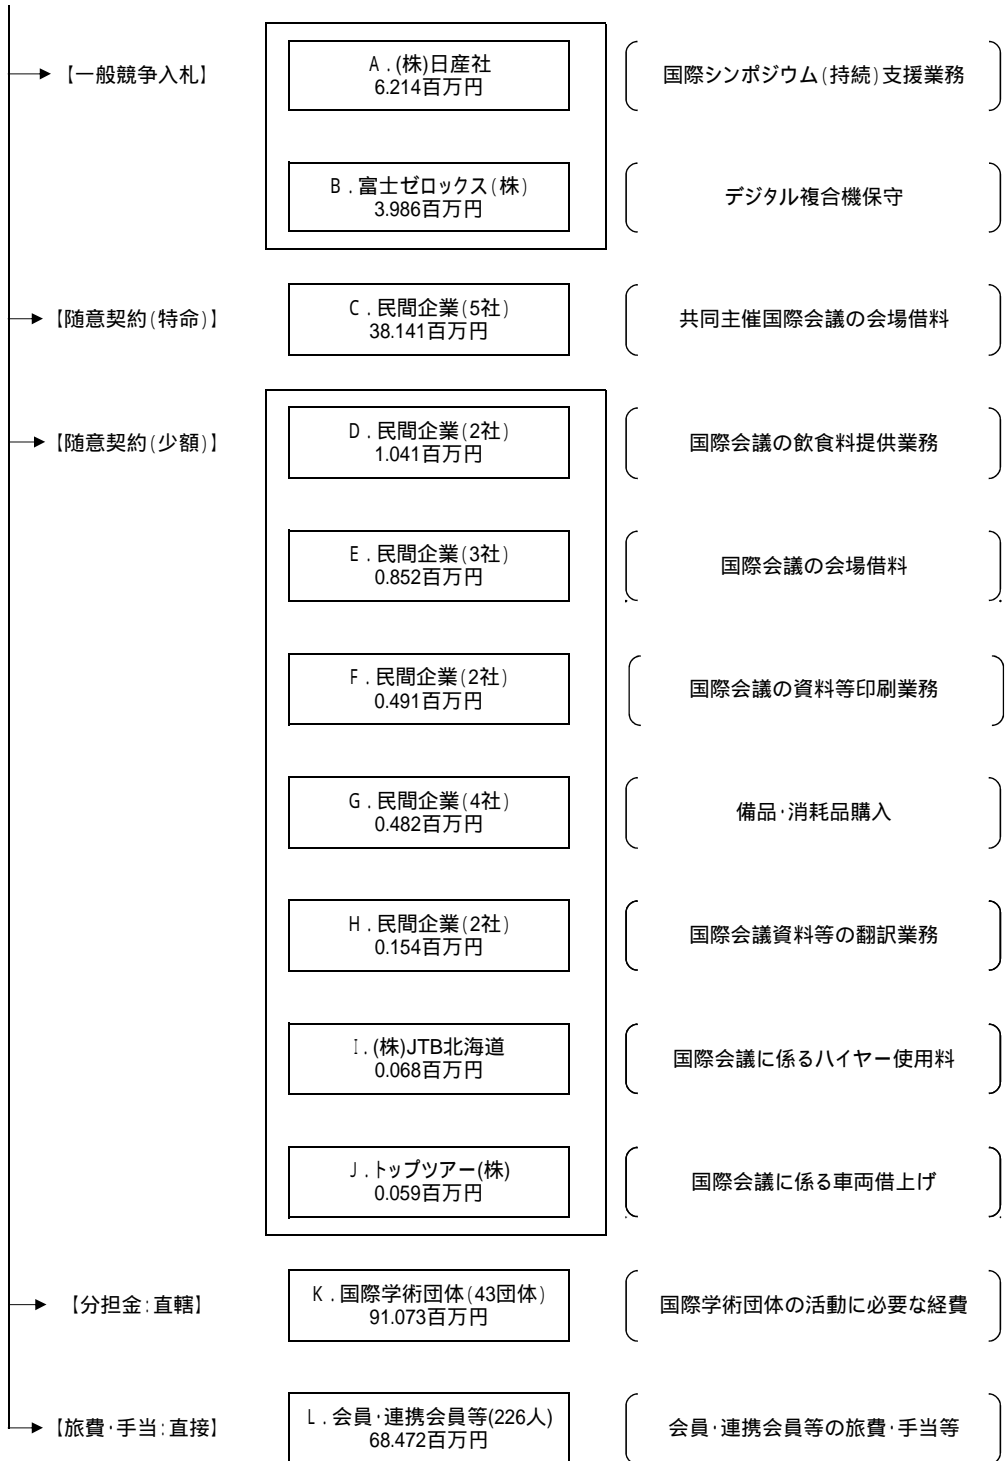 【一般競争入札】
A．(株)日産社
6.214百万円
国際シンポジウム(持続)支援業務
B．富士ゼロックス(株)
3.986百万円
デジタル複合機保守
【随意契約(特命)】
C．民間企業(5社)
38.141百万円
共同主催国際会議の会場借料
【随意契約(少額)】
D．民間企業(2社)
1.041百万円
国際会議の飲食料提供業務
E．民間企業(3社)
0.852百万円
国際会議の会場借料
F．民間企業(2社)
0.491百万円
国際会議の資料等印刷業務
G．民間企業(4社)
0.482百万円
備品・消耗品購入
H．民間企業(2社)
0.154百万円
国際会議資料等の翻訳業務
I．(株)JTB北海道
0.068百万円
国際会議に係るハイヤー使用料
J．トップツアー(株)
0.059百万円
国際会議に係る車両借上げ
【分担金：直轄】
K．国際学術団体(43団体)
91.073百万円
国際学術団体の活動に必要な経費
【旅費・手当：直接】
L．会員・連携会員等(226人)
68.472百万円
会員・連携会員等の旅費・手当等